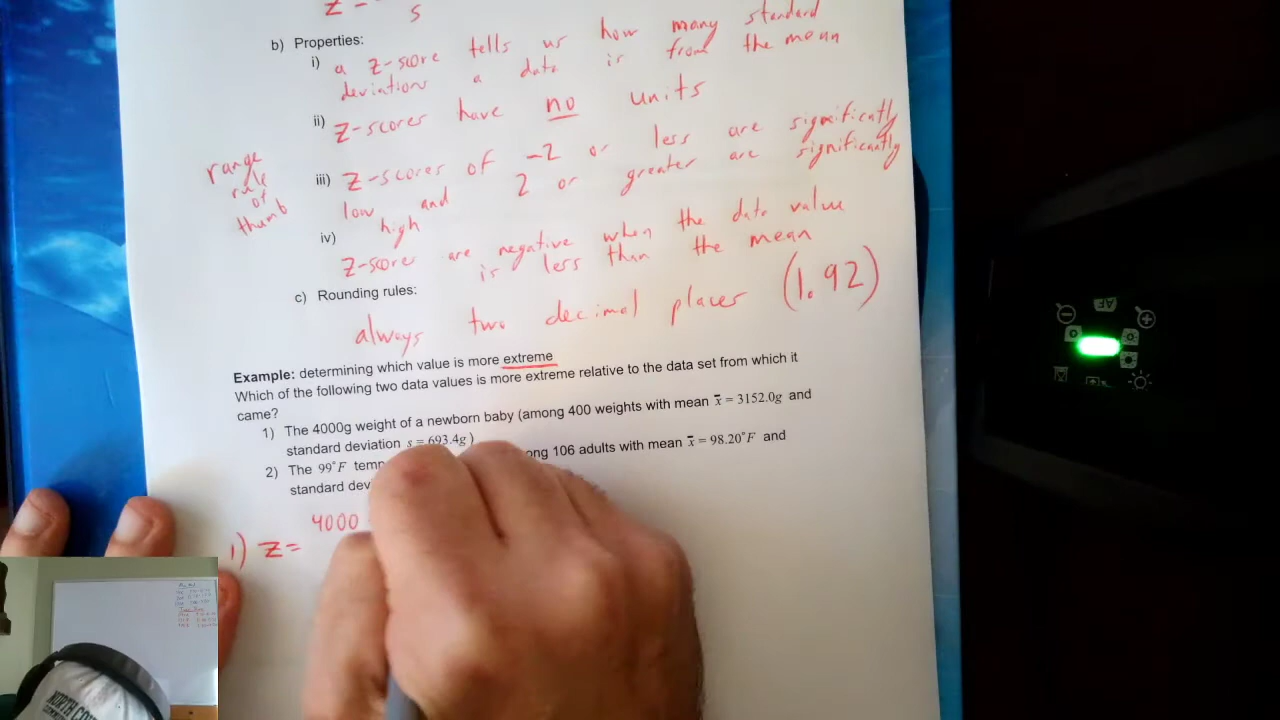 z =
s
b) Properties:
i) a z-score tells us how many standard
deviations a data is from the mean
ii) z-scores have no units
range
rule
of
thumb
iii) z-scores of -2 or less are significantly
low and 2 or greater are significantly
high
iv) z-score are negative when the data value
is less than the mean
c) Rounding rules:
always two decimal places (1.92)
Example: determining which value is more extreme
Which of the following two data values is more extreme relative to the data set from which it
came?
1) The 4000g weight of a newborn baby (among 400 weights with mean x̄ = 3152.0g and
standard deviation s = 693.4g)
2) The 99°F 106 adults with mean x̄ = 98.20°F and
standard
1) z = 4000
NORTH